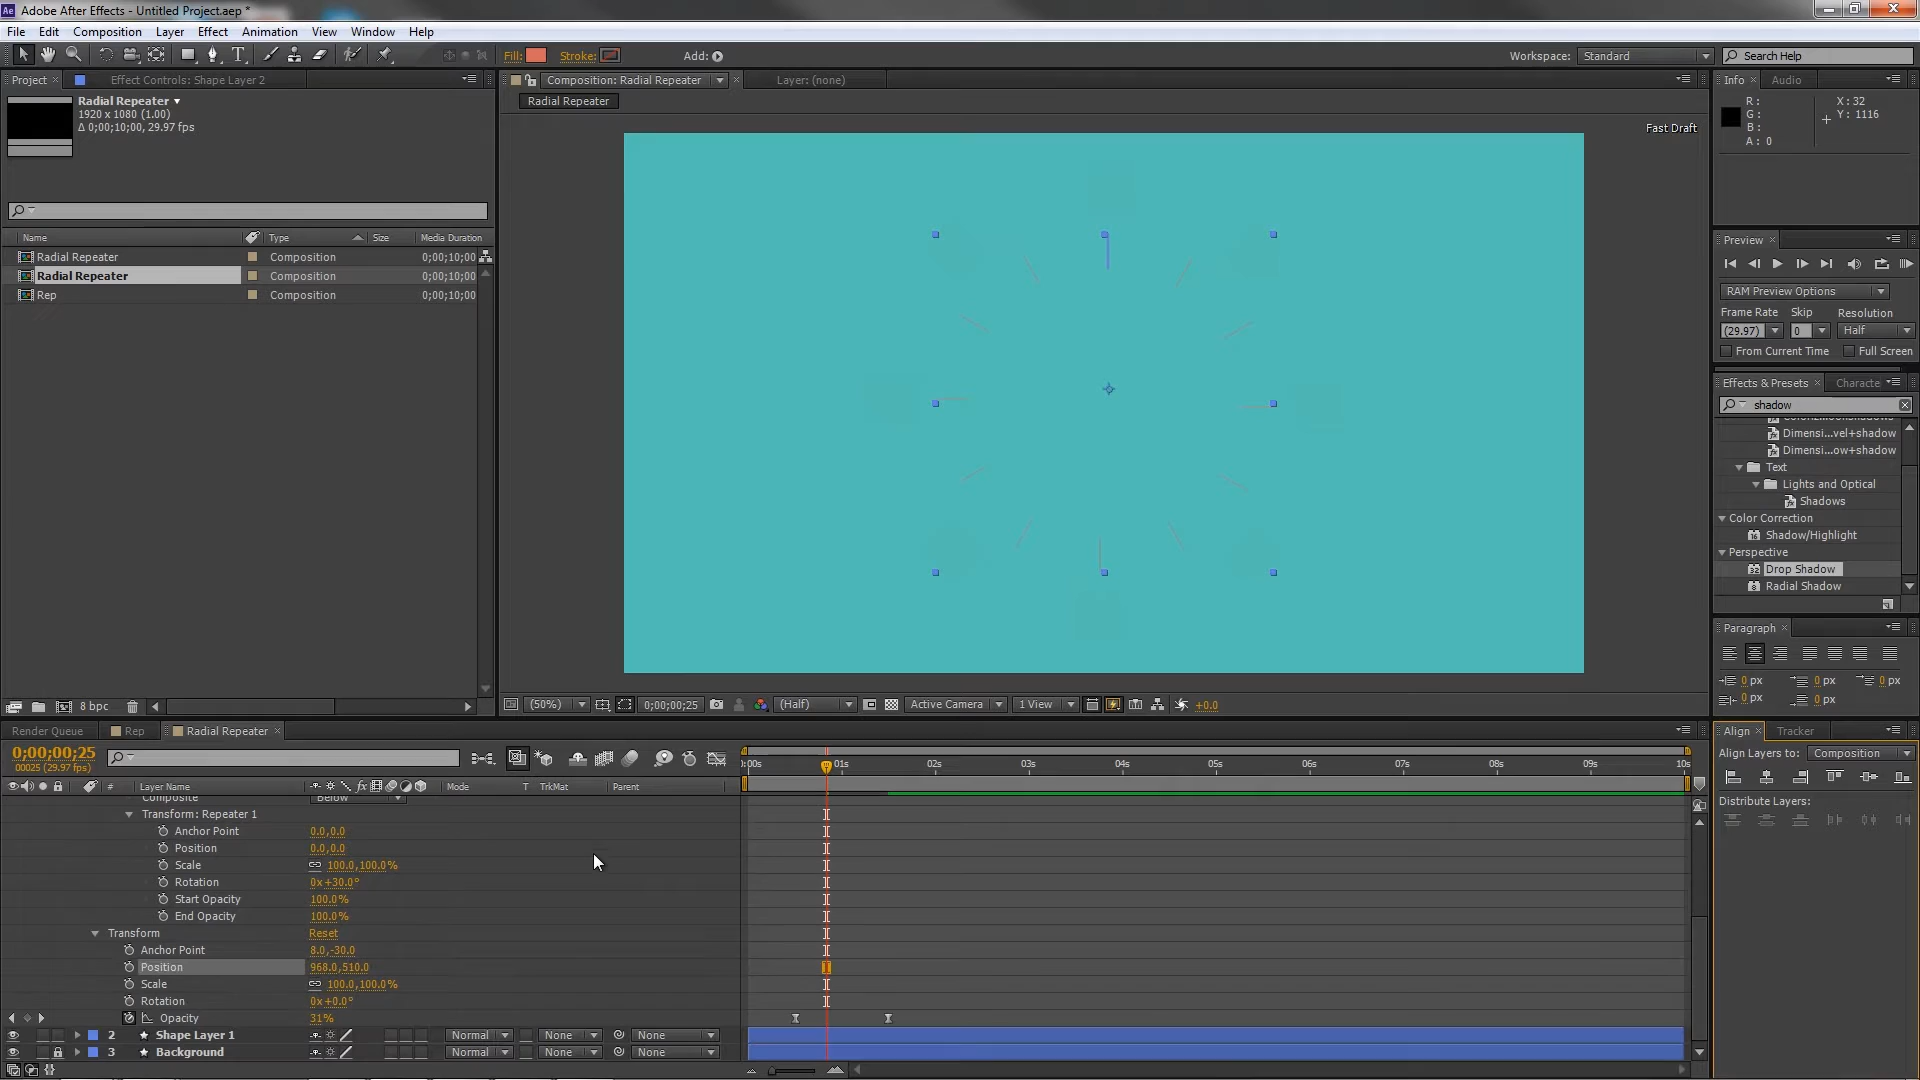 Ae Adobe After Effects - Untitled Project.aep *
File Edit Composition Layer Effect Animation View Window Help
Fill: Stroke: Add: Workspace: Standard Search Help
Project Effect Controls: Shape Layer 2
Radial Repeater
1920 x 1080 (1.00)
Δ 0;00;10;00, 29.97 fps
Name Type Size Media Duration
Radial Repeater Composition 0;00;10;00
Radial Repeater Composition 0;00;10;00
Rep Composition 0;00;10;00
8 bpc
Composition: Radial Repeater Layer: (none)
Radial Repeater
Fast Draft
(50%) 0;00;00;25 (Half) Active Camera 1 View +0.0
Info Audio
R: X: 32
G: Y: 1116
B:
A: 0
Preview
RAM Preview Options
Frame Rate Skip Resolution
(29.97) 0 Half
From Current Time Full Screen
Effects & Presets Characte
shadow
Dimensi...vel+shadow
Dimensi...ow+shadow
Text
Lights and Optical
Shadows
Color Correction
16 Shadow/Highlight
Perspective
32 Drop Shadow
8 Radial Shadow
Paragraph
0 px 0 px 0 px
0 px 0 px
Render Queue Rep Radial Repeater
0;00;00;25
00025 (29.97 fps)
# Layer Name fx Mode T TrkMat Parent
):00s 01s 02s 03s 04s 05s 06s 07s 08s 09s 10s
Composite Below
Transform: Repeater 1
Anchor Point 0.0,0.0
Position 0.0,0.0
Scale 100.0,100.0%
Rotation 0x+30.0°
Start Opacity 100.0%
End Opacity 100.0%
Transform Reset
Anchor Point 8.0,-30.0
Position 968.0,510.0
Scale 100.0,100.0%
Rotation 0x+0.0°
Opacity 31%
2 Shape Layer 1 Normal None None
3 Background Normal None None
Align Tracker
Align Layers to: Composition
Distribute Layers: